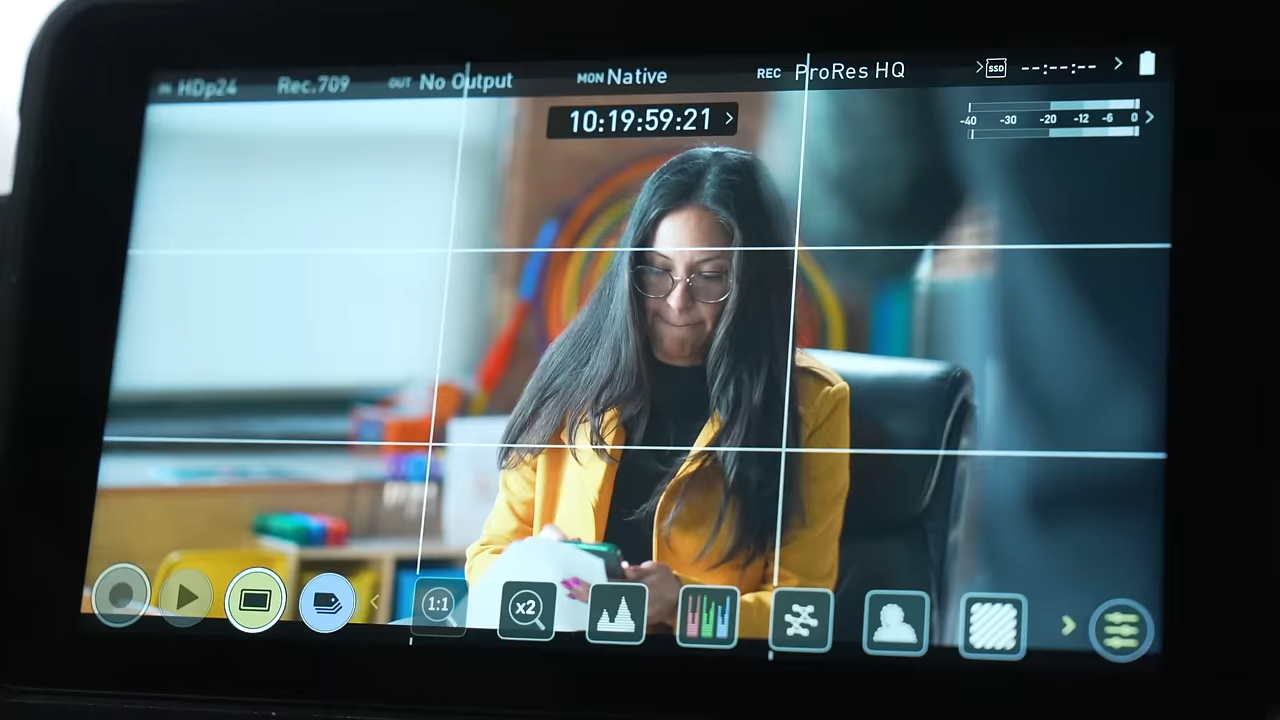 IN HDp24 Rec.709 OUT No Output MON Native REC ProRes HQ SSD --:--:--
10:19:59:21
-40 -30 -20 -12 -6 0
1:1 x2